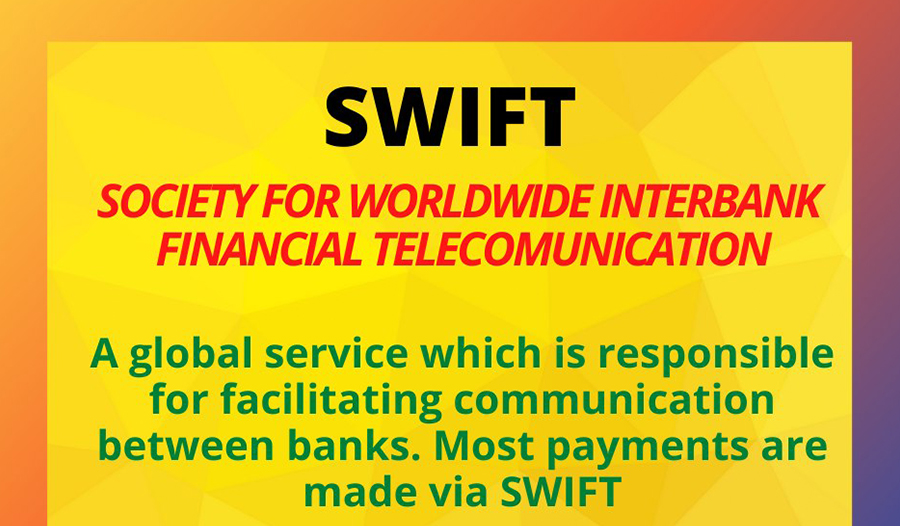 SWIFT
SOCIETY FOR WORLDWIDE INTERBANK
FINANCIAL TELECOMUNICATION
A global service which is responsible
for facilitating communication
between banks. Most payments are
made via SWIFT